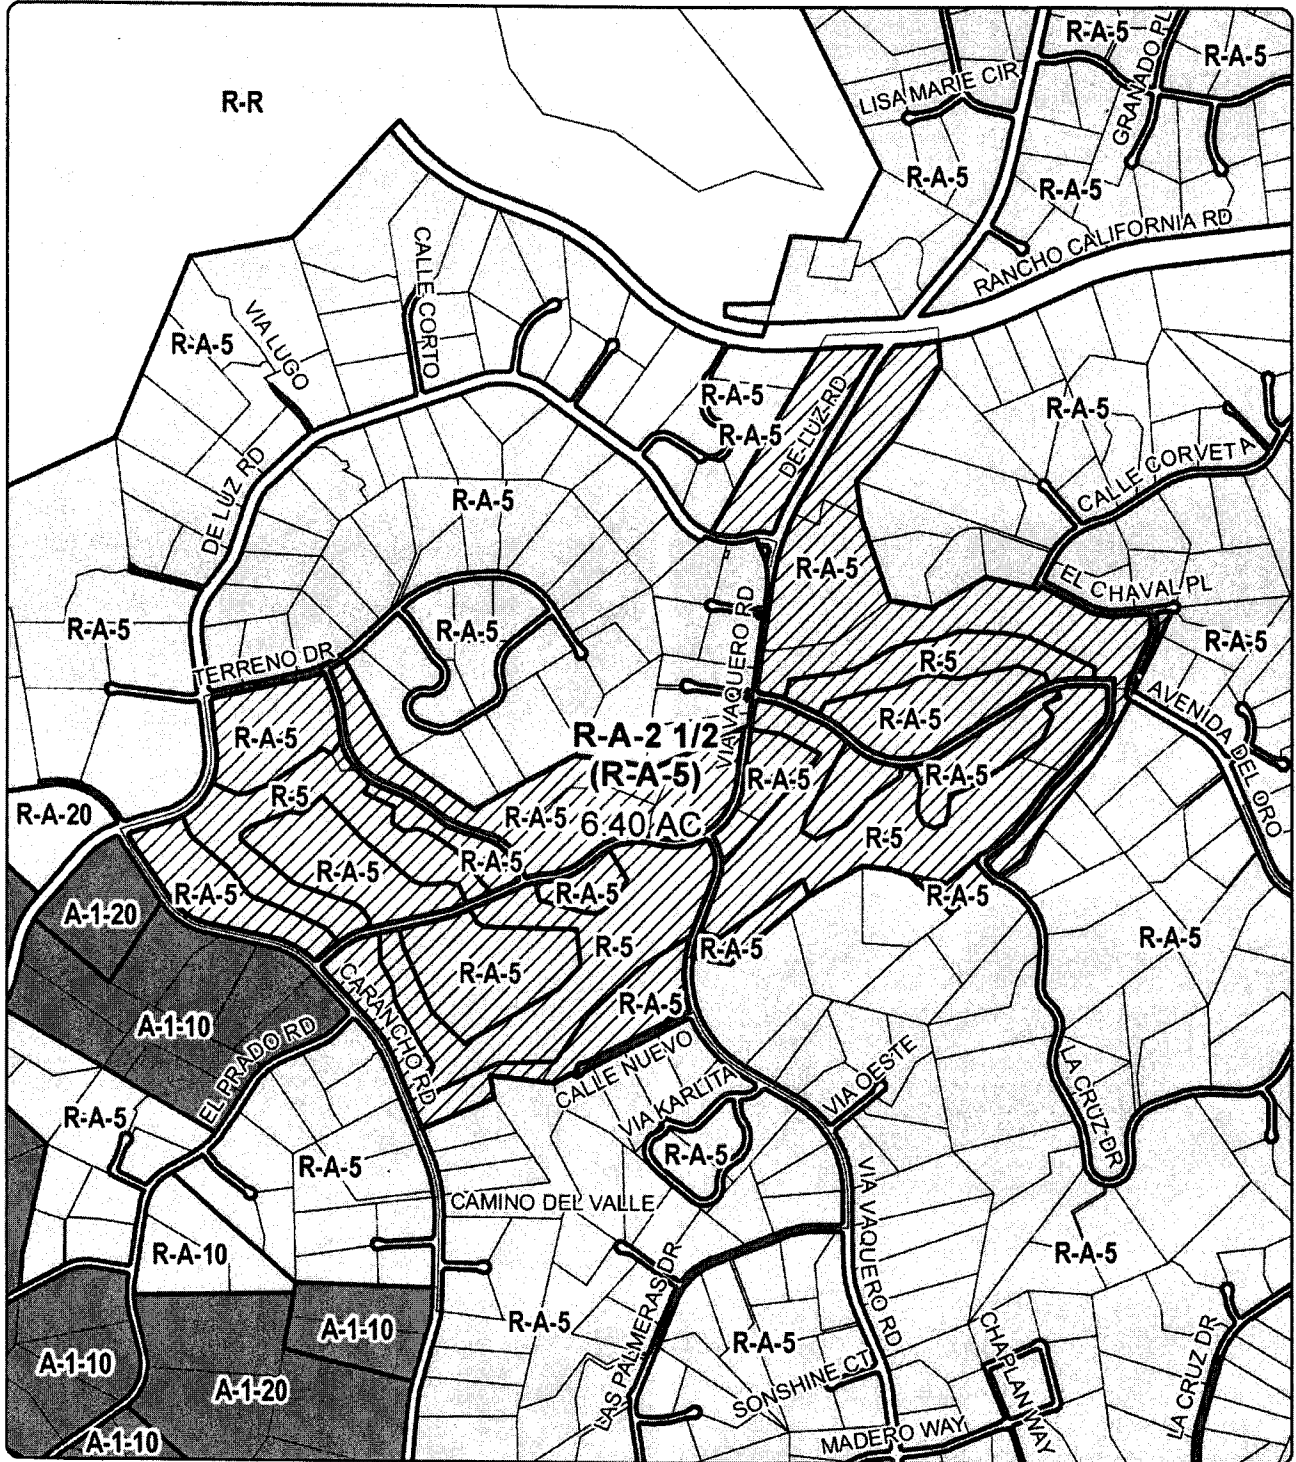 R-A-5
R-A-5
GRANADO PL
LISA MARIE CIR
R-R
R-A-5
R-A-5
RANCHO CALIFORNIA RD
CALLE CORTO
VIA LUGO
R-A-5
R-A-5
R-A-5
DE LUZ RD
R-A-5
CALLE CORVETA
DE LUZ RD
R-A-5
R-A-5
EL CHAVAL PL
R-A-5
R-A-5
R-A-5
TERRENO DR
VIA VAQUERO RD
R-5
AVENIDA DEL ORO
R-A-5
R-A-5
R-A-2 1/2
(R-A-5)
R-A-5
R-A-5
R-5
R-A-20
R-A-5
6.40 AC
R-5
R-A-5
R-A-5
R-A-5
R-A-5
R-A-5
A-1-20
R-A-5
R-5
R-A-5
R-A-5
CARANCHO RD
R-A-5
A-1-10
EL PRADO RD
CALLE NUEVO
VIA OESTE
VIA KARLITA
LA CRUZ DR
R-A-5
R-A-5
R-A-5
CAMINO DEL VALLE
VIA VAQUERO RD
R-A-10
R-A-5
LAS PALMERAS DR
A-1-10
R-A-5
R-A-5
CHAPLAN WAY
LA CRUZ DR
A-1-10
A-1-20
SONSHINE CT
A-1-10
MADERO WAY